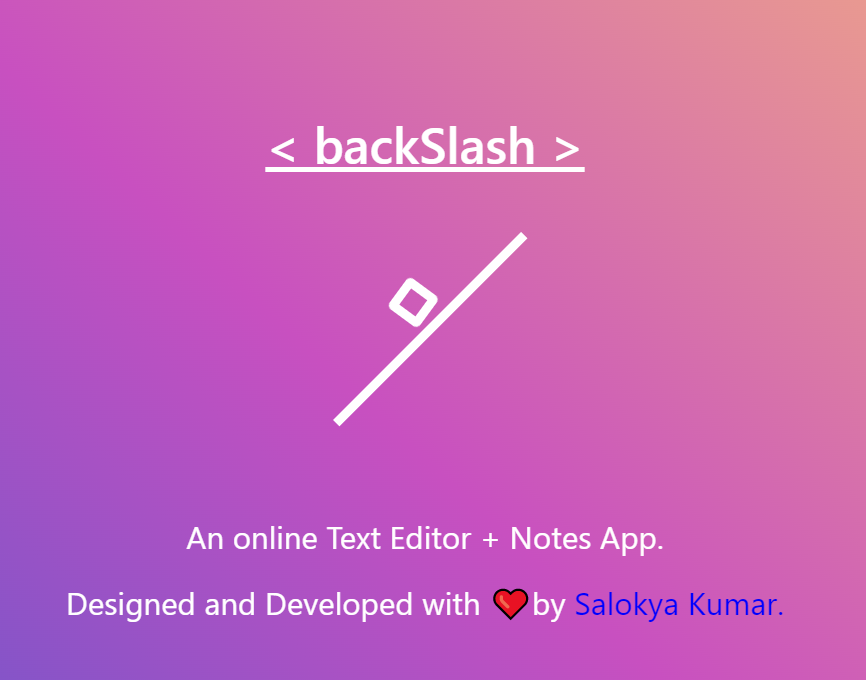 < backSlash >
An online Text Editor + Notes App.
Designed and Developed with ❤️by Salokya Kumar.